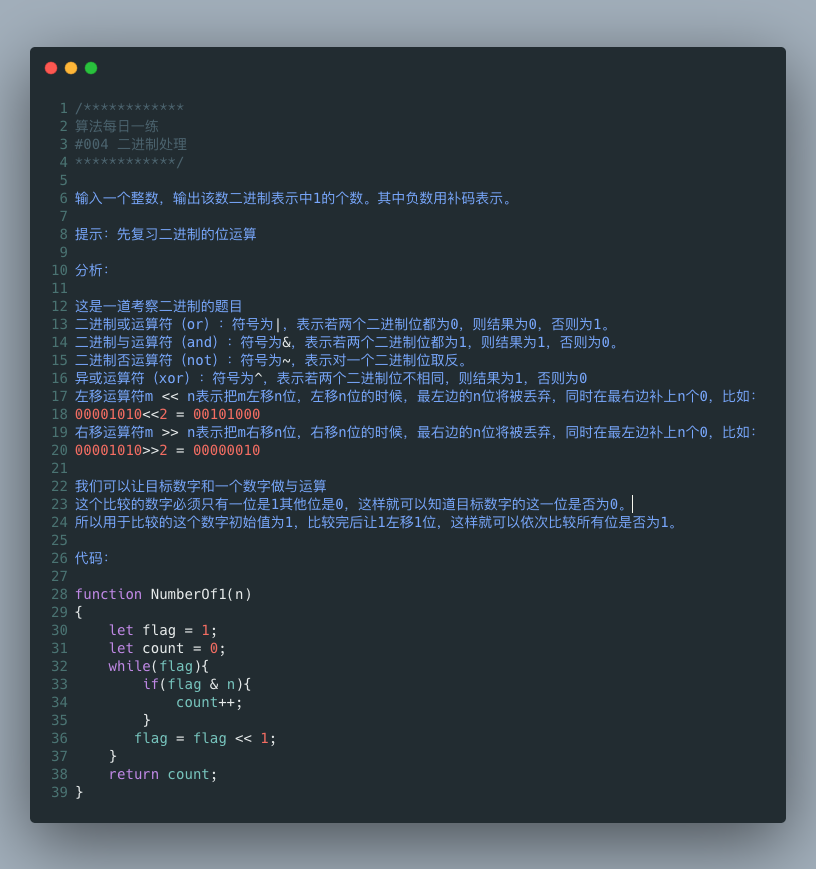 1 /************
2 算法每日一练
3 #004 二进制处理
4 ************/
5
6 输入一个整数，输出该数二进制表示中1的个数。其中负数用补码表示。
7
8 提示：先复习二进制的位运算
9
10 分析：
11
12 这是一道考察二进制的题目
13 二进制或运算符（or）：符号为|，表示若两个二进制位都为0，则结果为0，否则为1。
14 二进制与运算符（and）：符号为&，表示若两个二进制位都为1，则结果为1，否则为0。
15 二进制否运算符（not）：符号为~，表示对一个二进制位取反。
16 异或运算符（xor）：符号为^，表示若两个二进制位不相同，则结果为1，否则为0
17 左移运算符m << n表示把m左移n位，左移n位的时候，最左边的n位将被丢弃，同时在最右边补上n个0，比如：
18 00001010<<2 = 00101000
19 右移运算符m >> n表示把m右移n位，右移n位的时候，最右边的n位将被丢弃，同时在最左边补上n个0，比如：
20 00001010>>2 = 00000010
21
22 我们可以让目标数字和一个数字做与运算
23 这个比较的数字必须只有一位是1其他位是0，这样就可以知道目标数字的这一位是否为0。
24 所以用于比较的这个数字初始值为1，比较完后让1左移1位，这样就可以依次比较所有位是否为1。
25
26 代码：
27
28 function NumberOf1(n)
29 {
30     let flag = 1;
31     let count = 0;
32     while(flag){
33         if(flag & n){
34             count++;
35         }
36        flag = flag << 1;
37     }
38     return count;
39 }